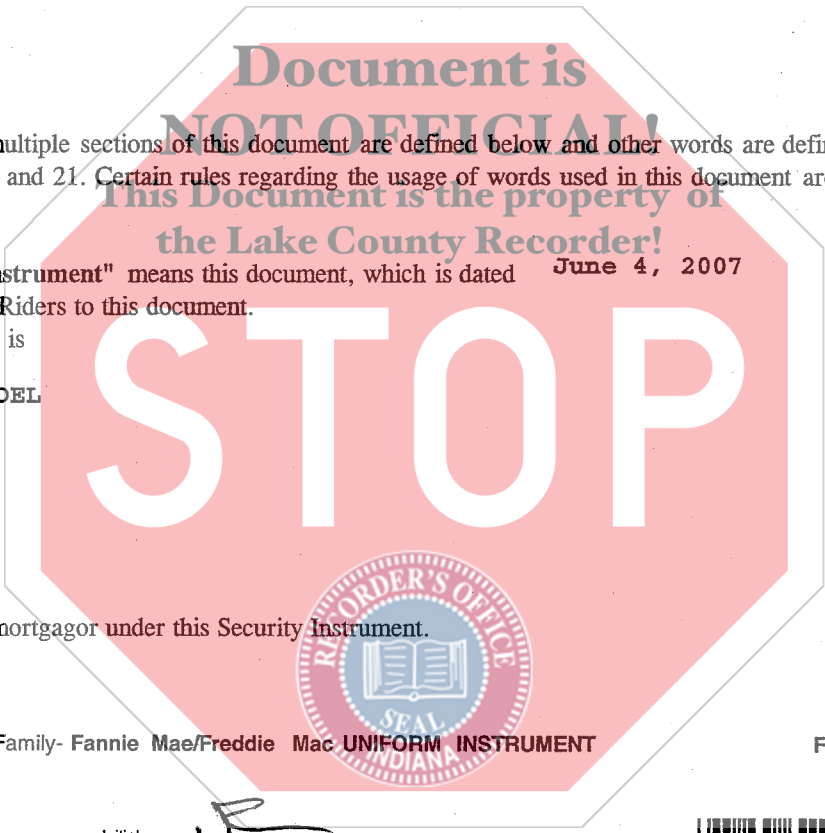 Document is
NOT OFFICIAL!
multiple sections of this document are defined below and other words are defin
and 21. Certain rules regarding the usage of words used in this document are
This Document is the property of
the Lake County Recorder!
strument" means this document, which is dated June 4, 2007
Riders to this document.
is
DEL
STOP
RECORDER'S OFFICE
SEAL
INDIANA
mortgagor under this Security Instrument.
Family- Fannie Mae/Freddie Mac UNIFORM INSTRUMENT F